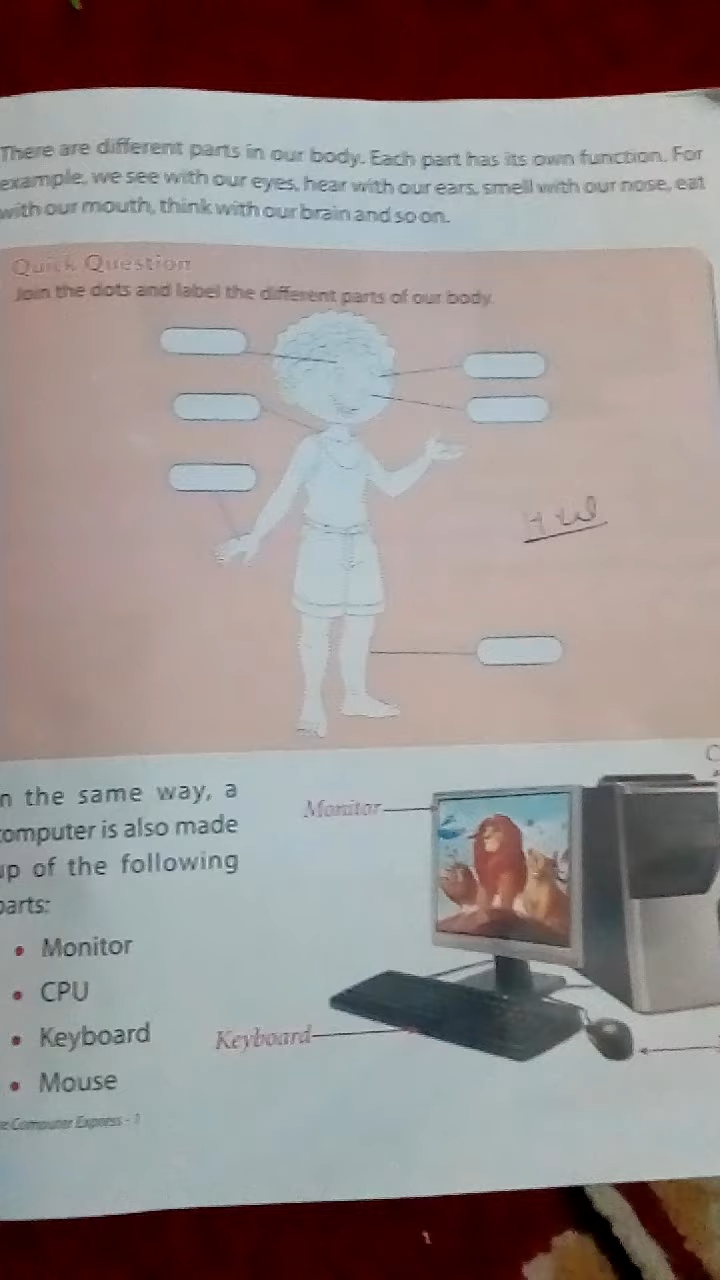 There are different parts in our body. Each part has its own function. For
example, we see with our eyes, hear with our ears, smell with our nose, eat
with our mouth, think with our brain and so on.
Quick Question
Join the dots and label the different parts of our body.
HW
n the same way, a
computer is also made
up of the following
parts:
• Monitor
• CPU
• Keyboard
• Mouse
Monitor
C
Keyboard
e Computer Express - 1